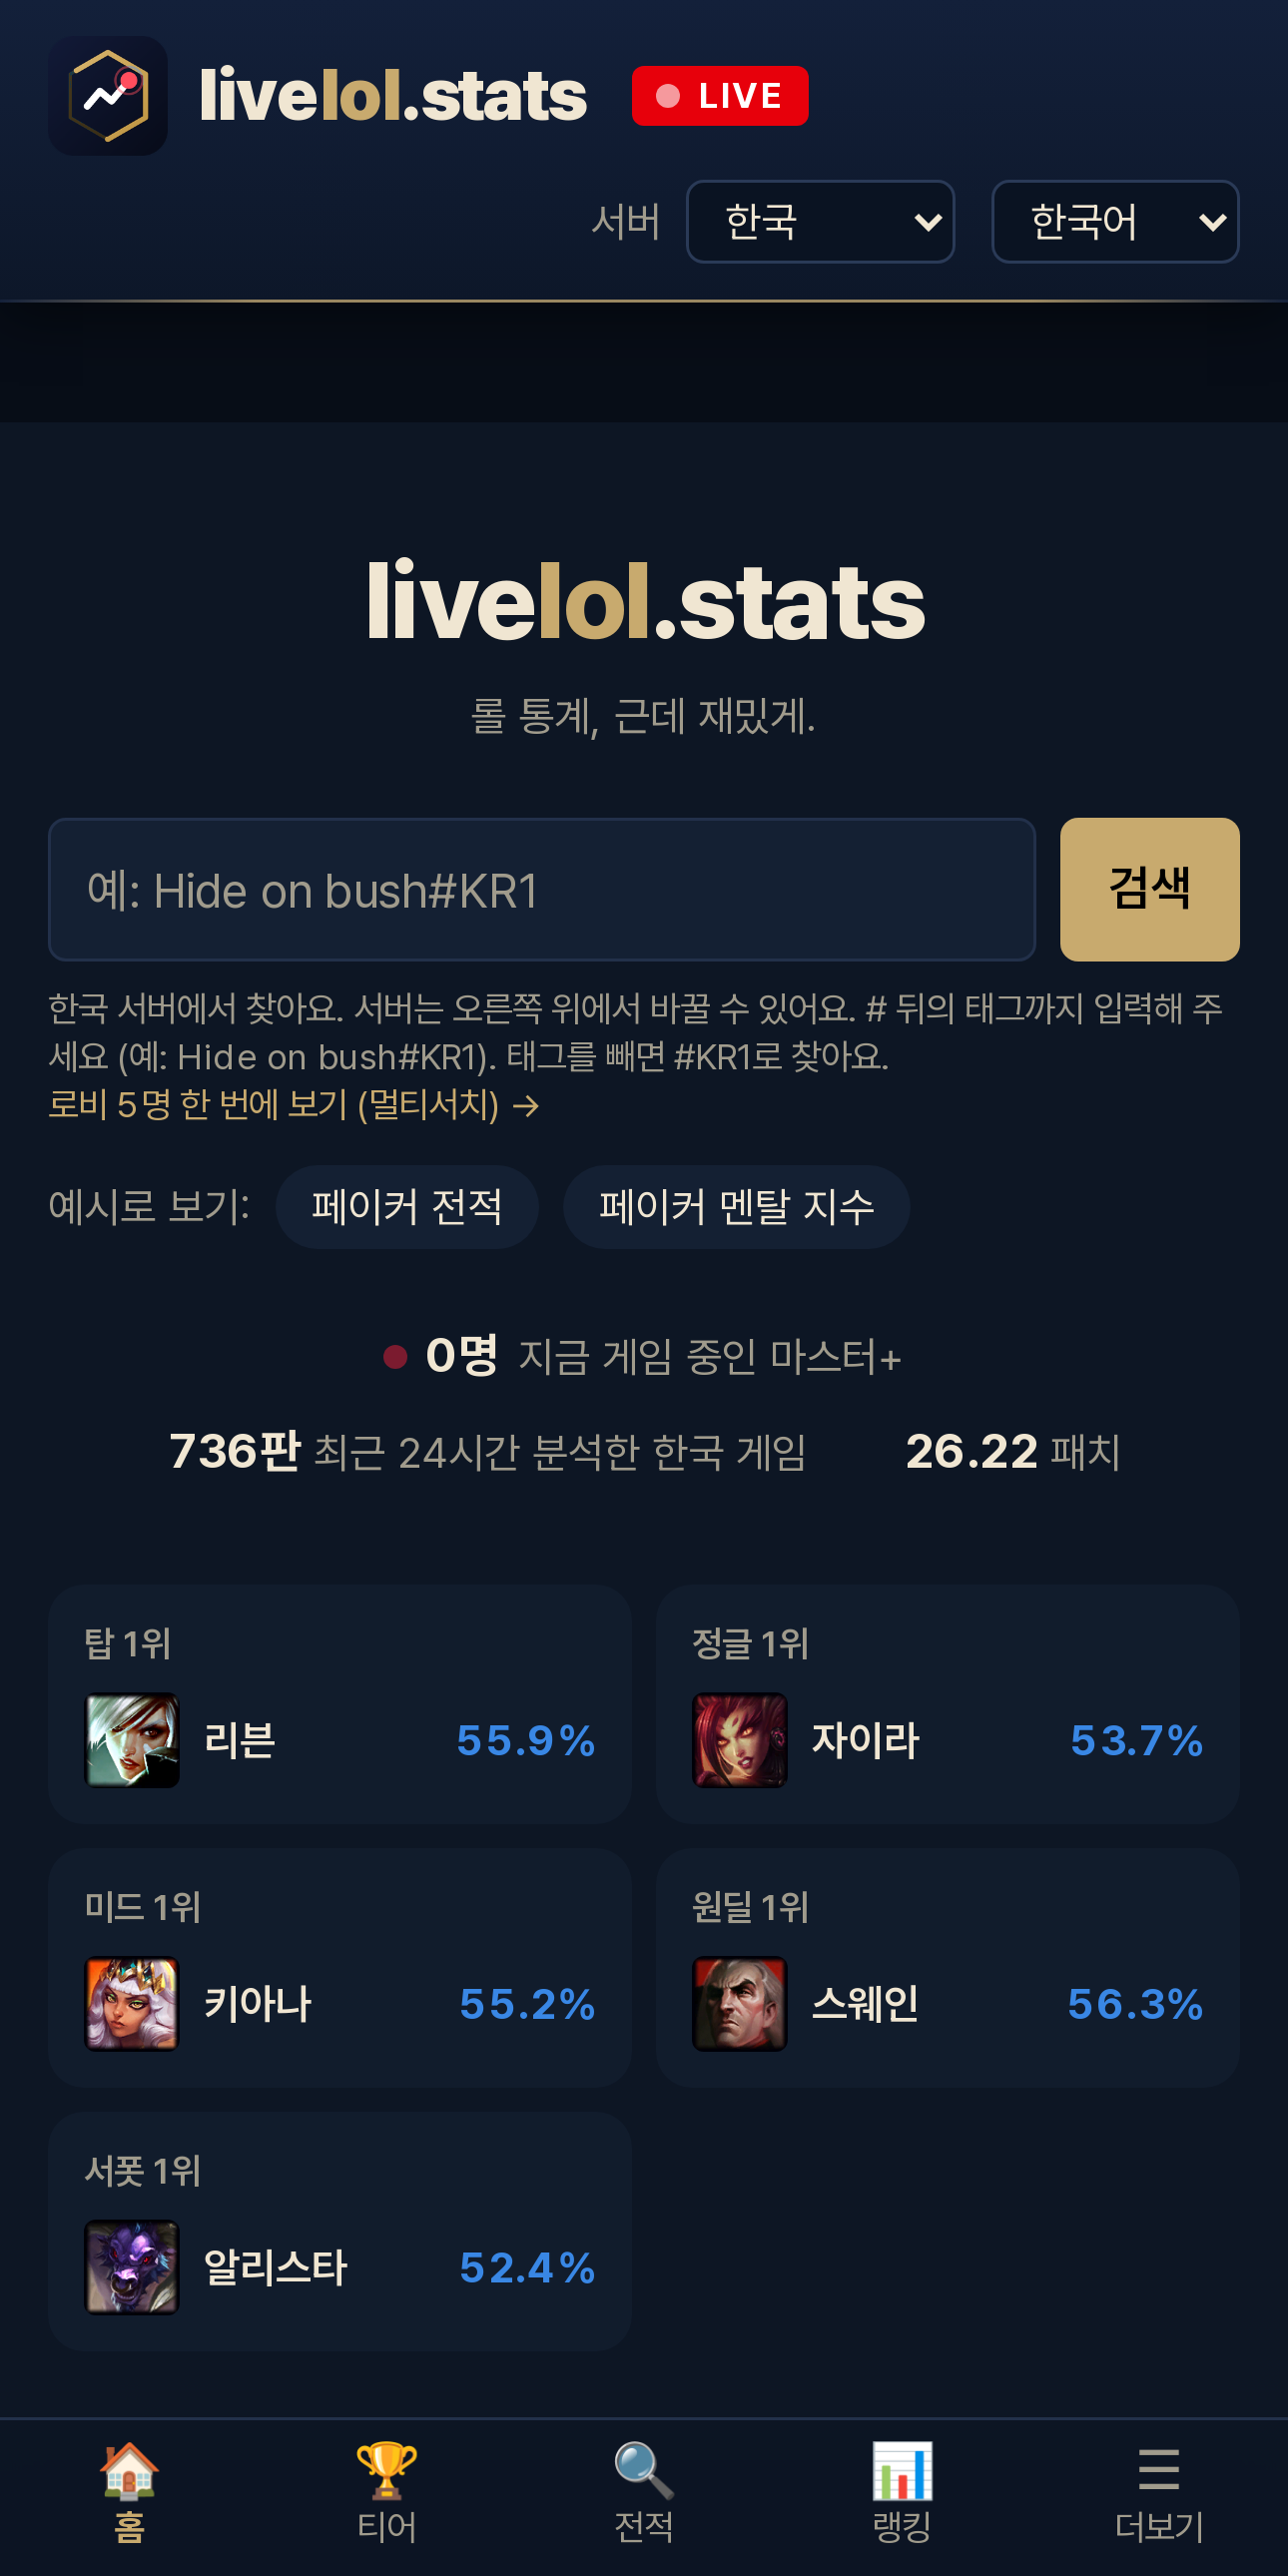 livelol.stats LIVE
서버 한국 한국어
livelol.stats
롤 통계, 근데 재밌게.
예: Hide on bush#KR1 검색
한국 서버에서 찾아요. 서버는 오른쪽 위에서 바꿀 수 있어요. # 뒤의 태그까지 입력해 주
세요 (예: Hide on bush#KR1). 태그를 빼면 #KR1로 찾아요.
로비 5명 한 번에 보기 (멀티서치) →
예시로 보기: 페이커 전적 페이커 멘탈 지수
0명 지금 게임 중인 마스터+
736판 최근 24시간 분석한 한국 게임 26.22 패치
탑 1위
리븐 55.9%
정글 1위
자이라 53.7%
미드 1위
키아나 55.2%
원딜 1위
스웨인 56.3%
서폿 1위
알리스타 52.4%
홈 티어 전적 랭킹 더보기